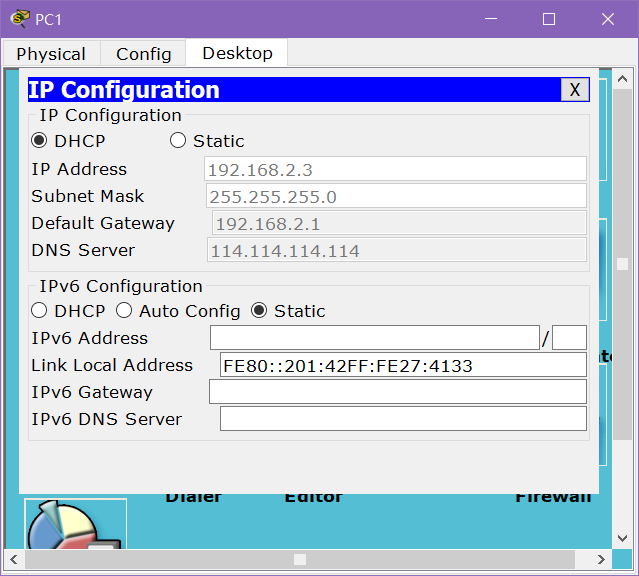 PC1
Physical Config Desktop
IP Configuration X
IP Configuration
DHCP Static
IP Address 192.168.2.3
Subnet Mask 255.255.255.0
Default Gateway 192.168.2.1
DNS Server 114.114.114.114
IPv6 Configuration
DHCP Auto Config Static
IPv6 Address /
Link Local Address FE80::201:42FF:FE27:4133
IPv6 Gateway
IPv6 DNS Server
Dialer Editor Firewall